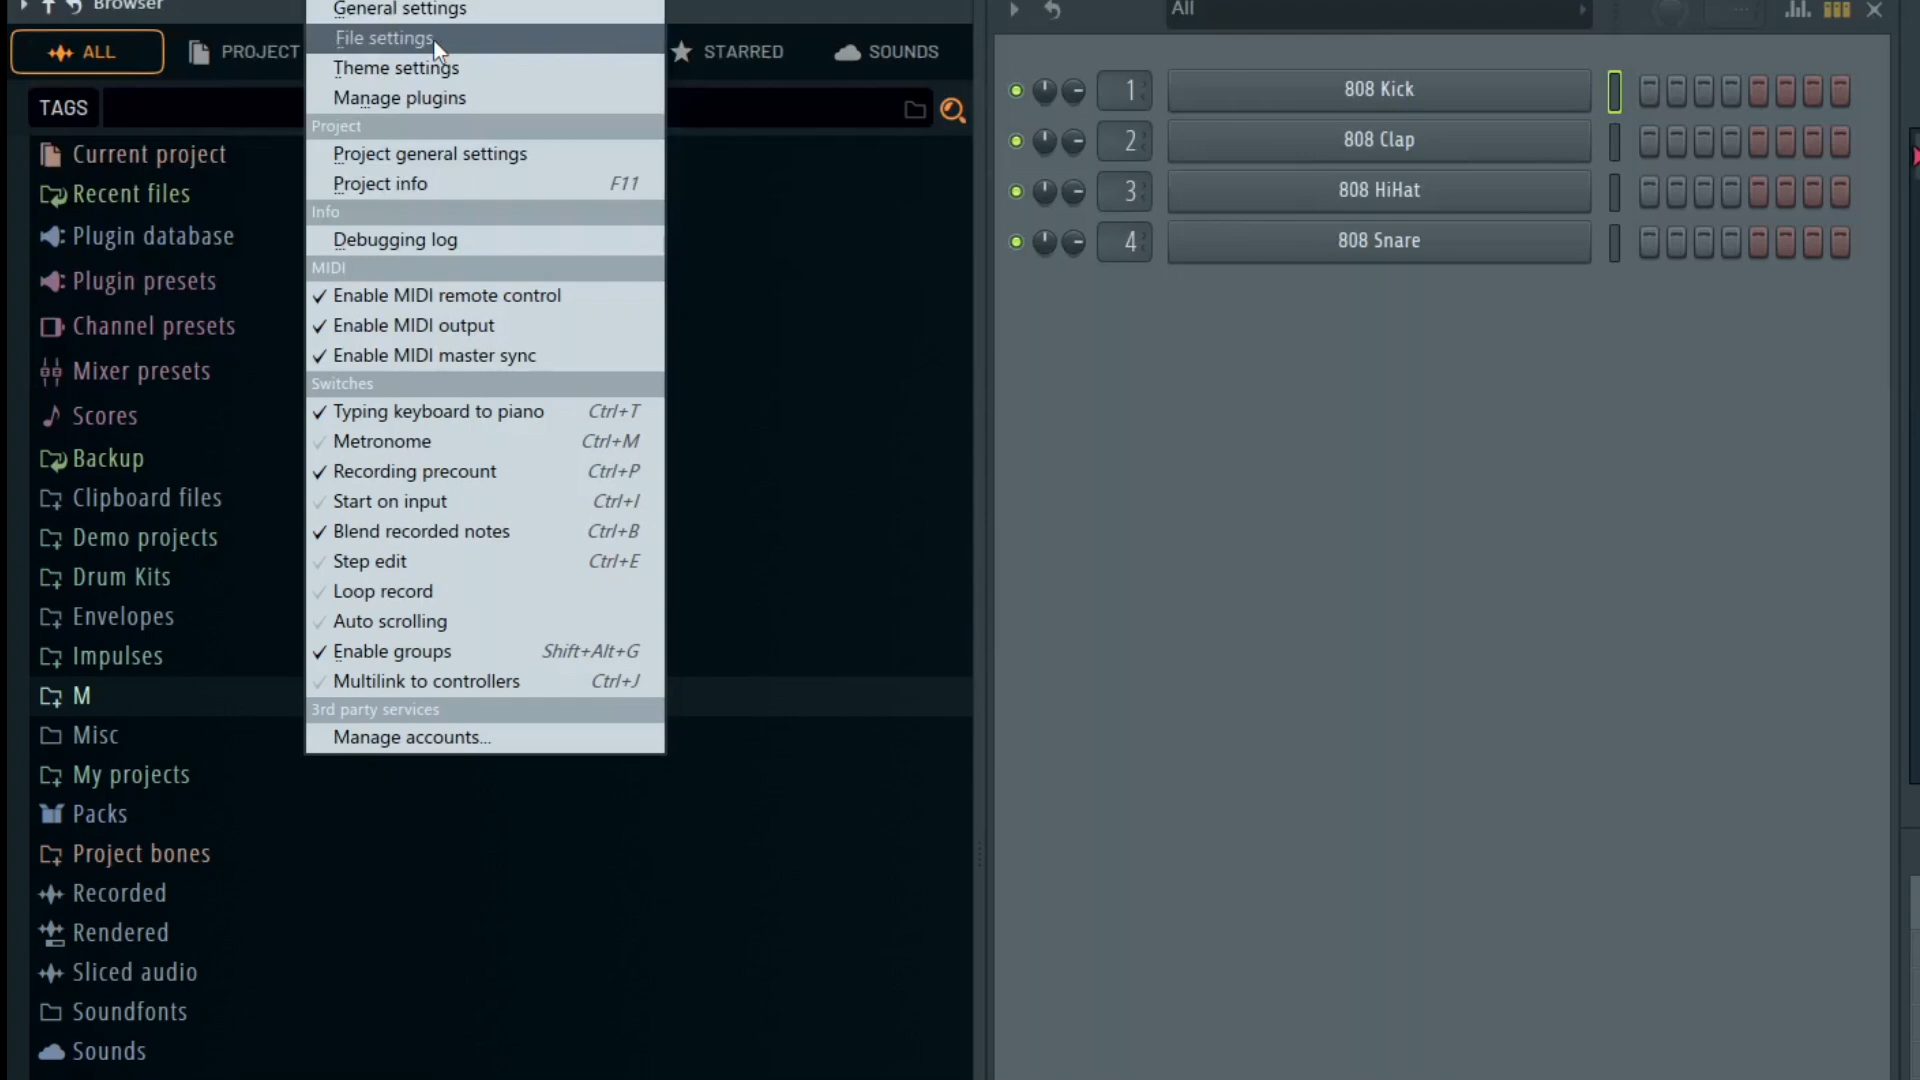 Browser
ALL
PROJECT
STARRED
SOUNDS
TAGS
Current project
Recent files
Plugin database
Plugin presets
Channel presets
Mixer presets
Scores
Backup
Clipboard files
Demo projects
Drum Kits
Envelopes
Impulses
M
Misc
My projects
Packs
Project bones
Recorded
Rendered
Sliced audio
Soundfonts
Sounds
General settings
File settings
Theme settings
Manage plugins
Project
Project general settings
Project info F11
Info
Debugging log
MIDI
Enable MIDI remote control
Enable MIDI output
Enable MIDI master sync
Switches
Typing keyboard to piano Ctrl+T
Metronome Ctrl+M
Recording precount Ctrl+P
Start on input Ctrl+I
Blend recorded notes Ctrl+B
Step edit Ctrl+E
Loop record
Auto scrolling
Enable groups Shift+Alt+G
Multilink to controllers Ctrl+J
3rd party services
Manage accounts...
All
1 808 Kick
2 808 Clap
3 808 HiHat
4 808 Snare